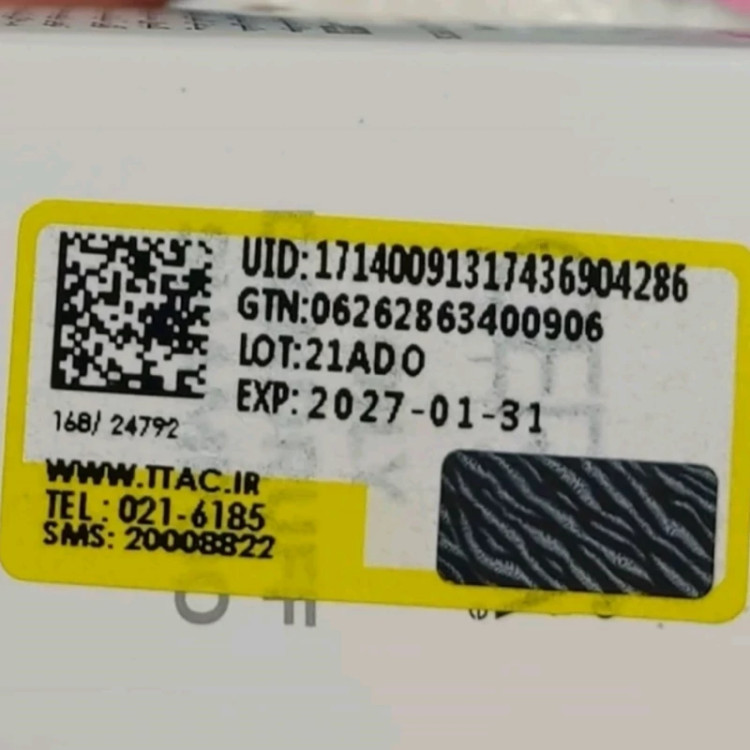 UID:17140091317436904286
GTN:06262863400906
LOT:21ADO
EXP: 2027-01-31
168/ 24792
WWW.TTAC.IR
TEL : 021-6185
SMS: 20008822